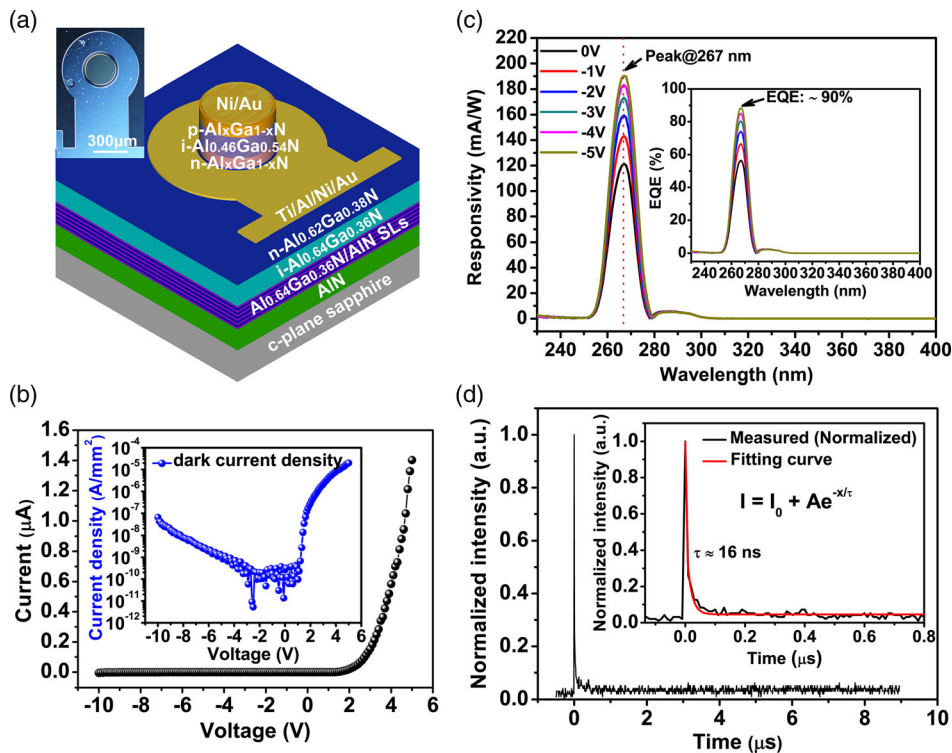 (a)
300μm
Ni/Au
p-AlxGa1-xN
i-Al0.46Ga0.54N
n-AlxGa1-xN
Ti/Al/Ni/Au
n-Al0.62Ga0.38N
i-Al0.64Ga0.36N
Al0.64Ga0.36N/AlN SLs
AlN
c-plane sapphire
(b)
Current (μA)
1.6
1.4
1.2
1.0
0.8
0.6
0.4
0.2
0.0
-10 -8 -6 -4 -2 0 2 4 6
Voltage (V)
Current density (A/mm²)
10⁻⁴
10⁻⁵
10⁻⁶
10⁻⁷
10⁻⁸
10⁻⁹
10⁻¹⁰
10⁻¹¹
10⁻¹²
dark current density
-10 -8 -6 -4 -2 0 2 4 6
Voltage (V)
(c)
Responsivity (mA/W)
220
200
180
160
140
120
100
80
60
40
20
0
0V
-1V
-2V
-3V
-4V
-5V
Peak@267 nm
240 260 280 300 320 340 360 380 400
Wavelength (nm)
EQE (%)
100
80
60
40
20
0
EQE: ~ 90%
240 260 280 300 320 340 360 380 400
Wavelength (nm)
(d)
Normalized intensity (a.u.)
1.0
0.8
0.6
0.4
0.2
0.0
0 2 4 6 8 10
Time (μs)
Normalized intensity (a.u.)
1.0
0.8
0.6
0.4
0.2
0.0
Measured (Normalized)
Fitting curve
I = I₀ + Ae^(-x/τ)
τ ≈ 16 ns
0.0 0.2 0.4 0.6 0.8
Time (μs)